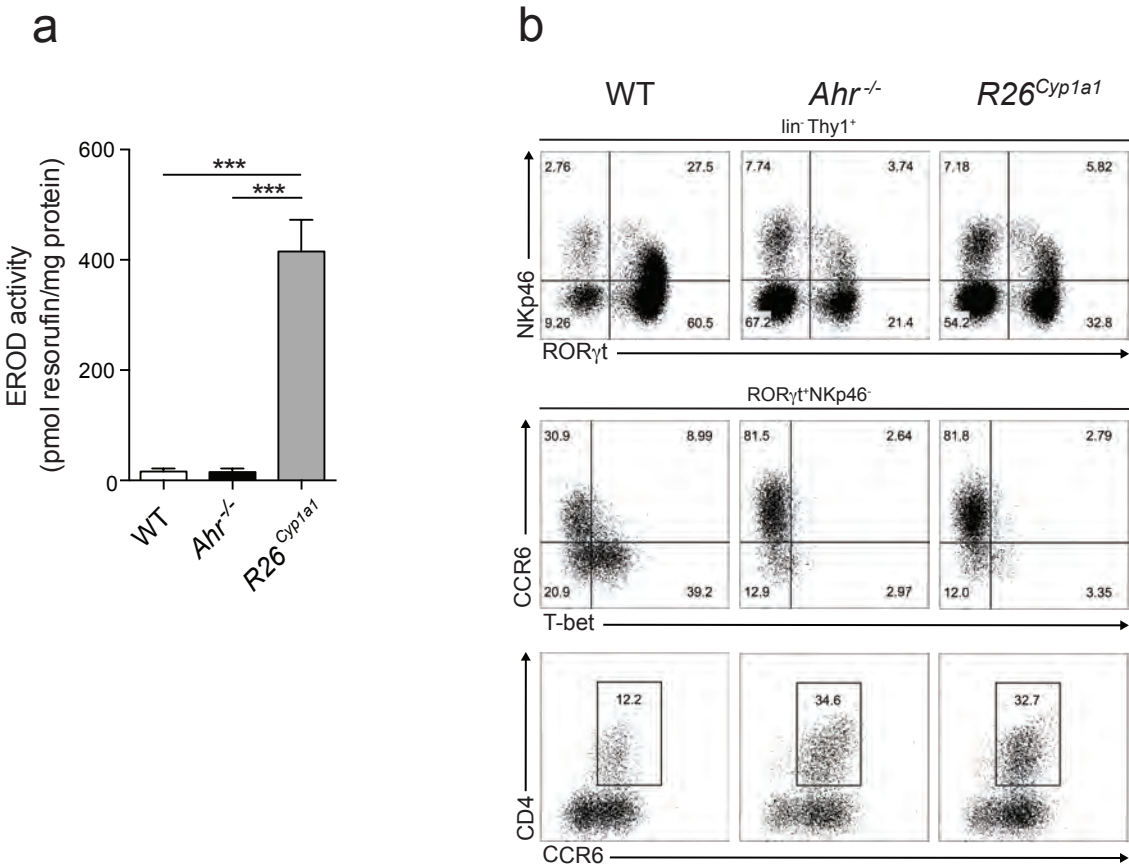 a
EROD activity
(pmol resorufin/mg protein)
600
400
200
0
***
***
WT
Ahr-/-
R26Cyp1a1
b
WT Ahr-/- R26Cyp1a1
lin- Thy1+
NKp46
2.76 27.5 7.74 3.74 7.18 5.82
9.26 60.5 67.2 21.4 54.2 32.8
RORγt
RORγt+NKp46-
CCR6
30.9 8.99 81.5 2.64 81.8 2.79
20.9 39.2 12.9 2.97 12.0 3.35
T-bet
CD4
12.2 34.6 32.7
CCR6